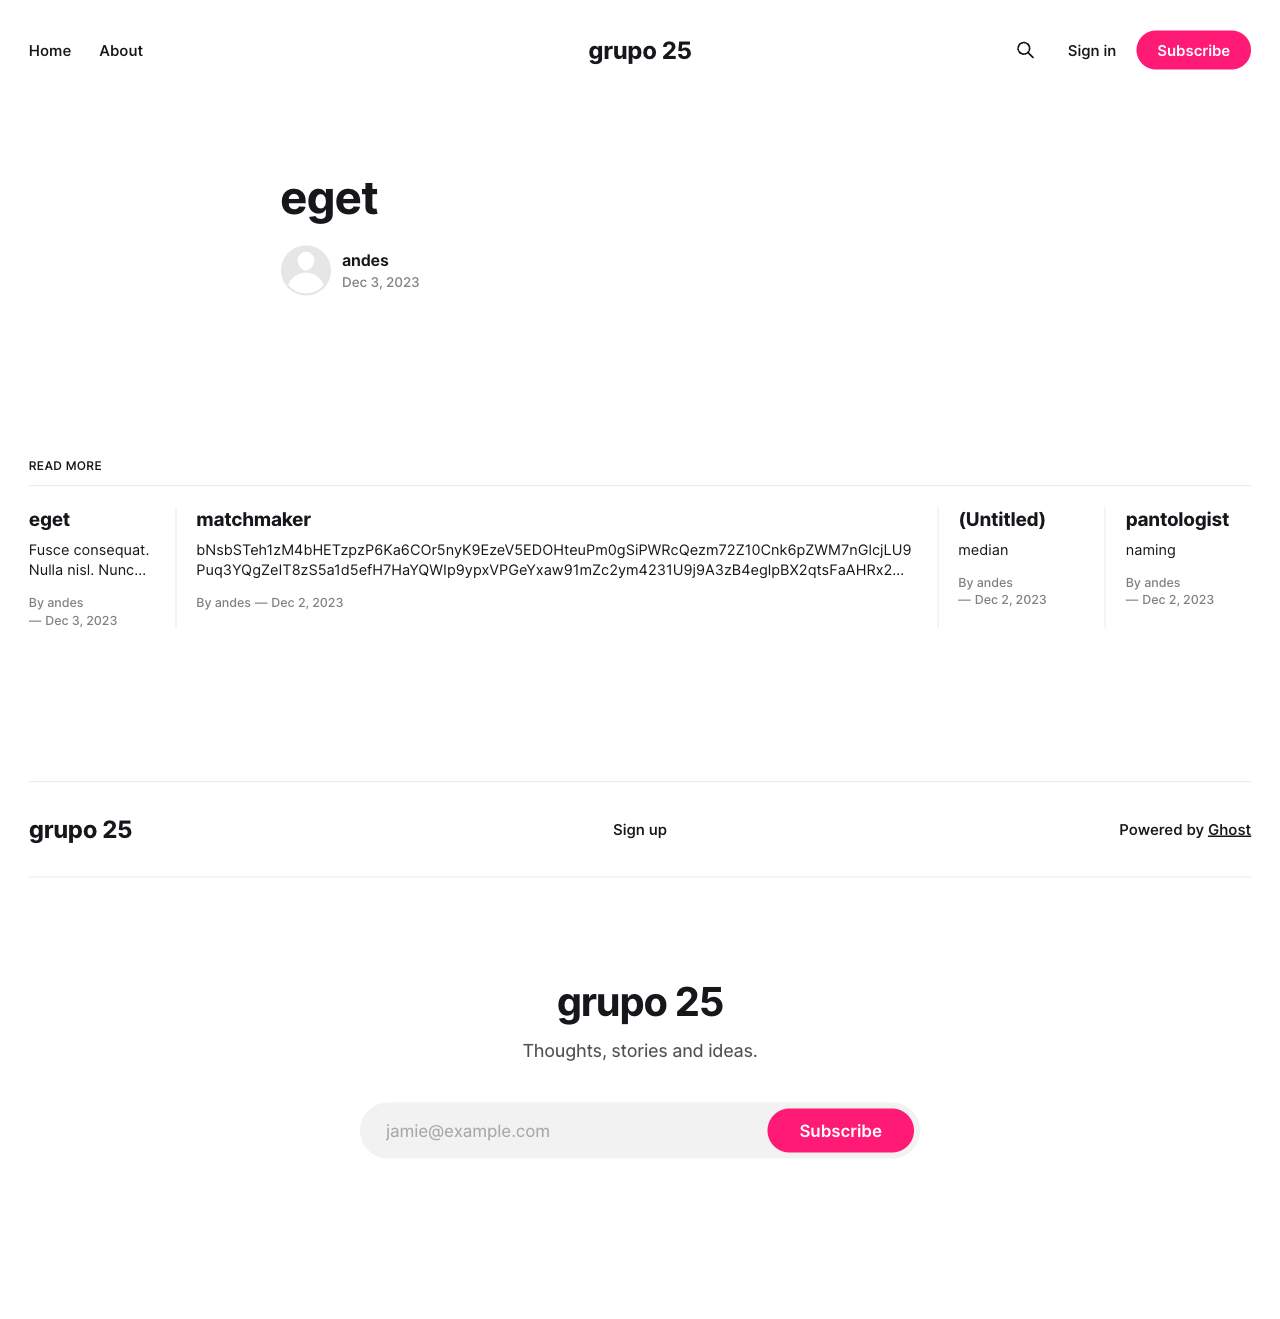 Home
About
grupo 25
Sign in
Subscribe
eget
andes
Dec 3, 2023
READ MORE
eget
Fusce consequat.
Nulla nisl. Nunc...
By andes
— Dec 3, 2023
matchmaker
bNsbSTeh1zM4bHETzpzP6Ka6COr5nyK9EzeV5EDOHteuPm0gSiPWRcQezm72Z10Cnk6pZWM7nGlcjLU9
Puq3YQgZelT8zS5a1d5efH7HaYQWIp9ypxVPGeYxaw91mZc2ym4231U9j9A3zB4eglpBX2qtsFaAHRx2...
By andes — Dec 2, 2023
(Untitled)
median
By andes
— Dec 2, 2023
pantologist
naming
By andes
— Dec 2, 2023
grupo 25
Sign up
Powered by Ghost
grupo 25
Thoughts, stories and ideas.
jamie@example.com
Subscribe